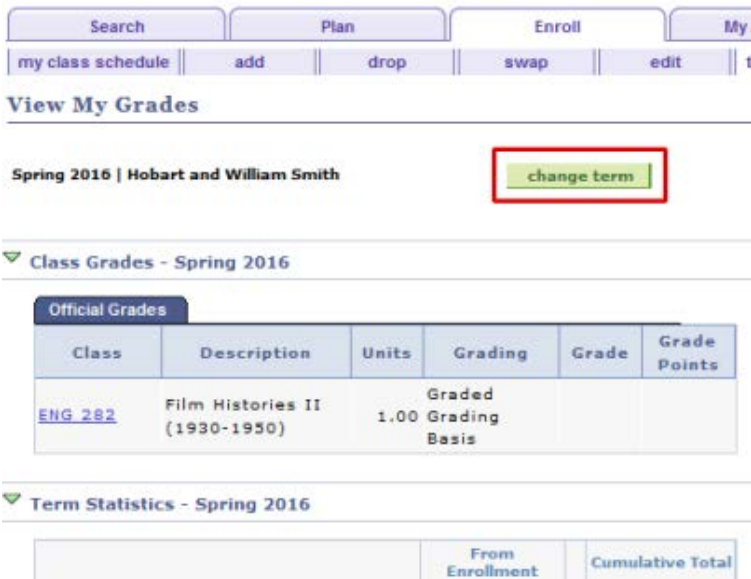 Search Plan Enroll My
my class schedule add drop swap edit
View My Grades
Spring 2016 | Hobart and William Smith change term
Class Grades - Spring 2016
Official Grades
Class Description Units Grading Grade Grade Points
ENG 282 Film Histories II (1930-1950) 1.00 Graded Grading Basis
Term Statistics - Spring 2016
From Enrollment Cumulative Total